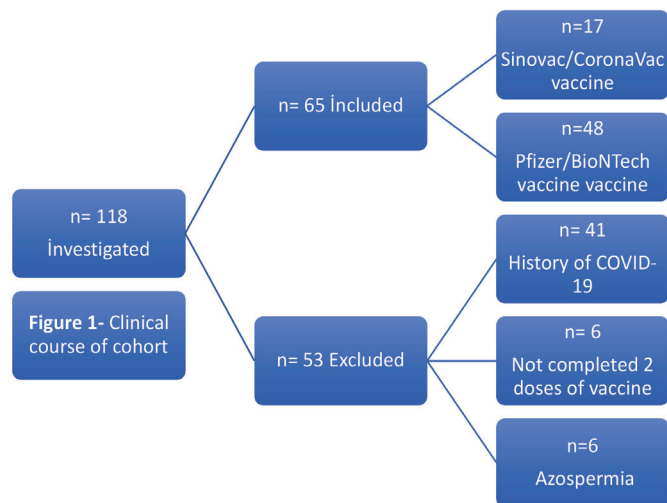 n= 118
İnvestigated
Figure 1- Clinical
course of cohort
n= 65 İncluded
n= 53 Excluded
n=17
Sinovac/CoronaVac
vaccine
n=48
Pfizer/BioNTech
vaccine vaccine
n= 41
History of COVID-
19
n= 6
Not completed 2
doses of vaccine
n=6
Azospermia